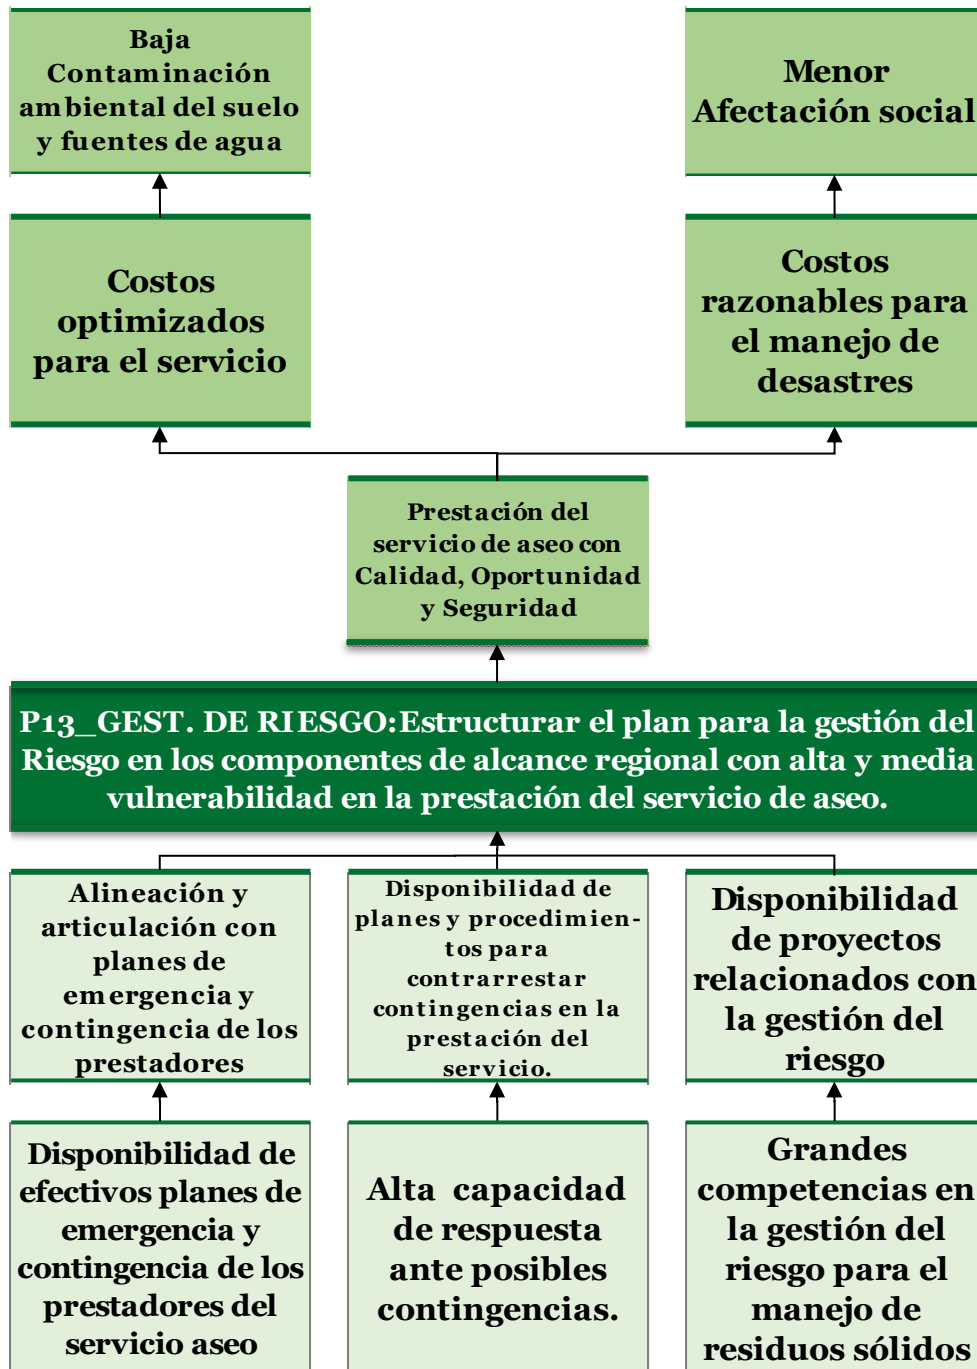 Baja
Contaminación
ambiental del suelo
y fuentes de agua
Menor
Afectación social
Costos
optimizados
para el servicio
Costos
razonables para
el manejo de
desastres
Prestación del
servicio de aseo con
Calidad, Oportunidad
y Seguridad
P13_GEST. DE RIESGO:Estructurar el plan para la gestión del
Riesgo en los componentes de alcance regional con alta y media
vulnerabilidad en la prestación del servicio de aseo.
Alineación y
articulación con
planes de
emergencia y
contingencia de los
prestadores
Disponibilidad de
planes y procedimien-
tos para
contrarrestar
contingencias en la
prestación del
servicio.
Disponibilidad
de proyectos
relacionados con
la gestión del
riesgo
Disponibilidad de
efectivos planes de
emergencia y
contingencia de los
prestadores del
servicio aseo
Alta capacidad
de respuesta
ante posibles
contingencias.
Grandes
competencias en
la gestión del
riesgo para el
manejo de
residuos sólidos